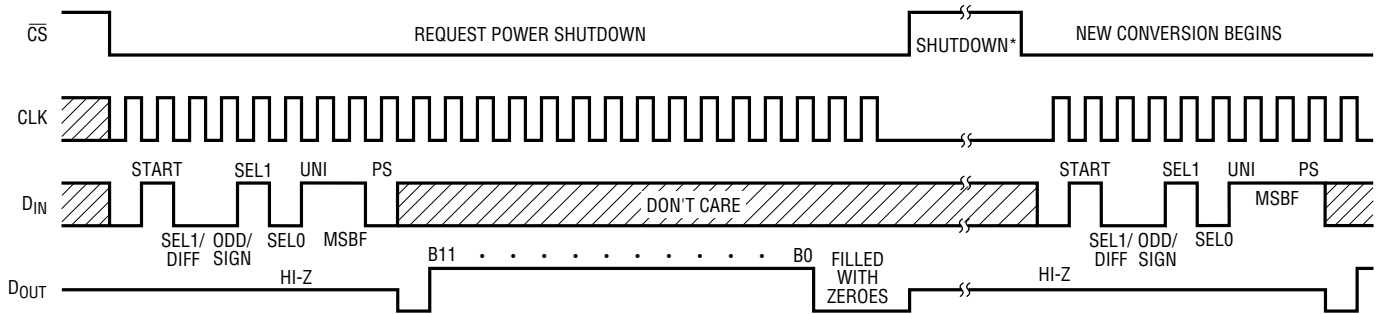 CS REQUEST POWER SHUTDOWN SHUTDOWN* NEW CONVERSION BEGINS
CLK
START SEL1 UNI PS START SEL1 UNI PS
DIN DON'T CARE MSBF
SEL1/ DIFF ODD/ SIGN SEL0 MSBF SEL1/ DIFF ODD/ SIGN SEL0
B11 B0 FILLED WITH ZEROES
DOUT HI-Z HI-Z